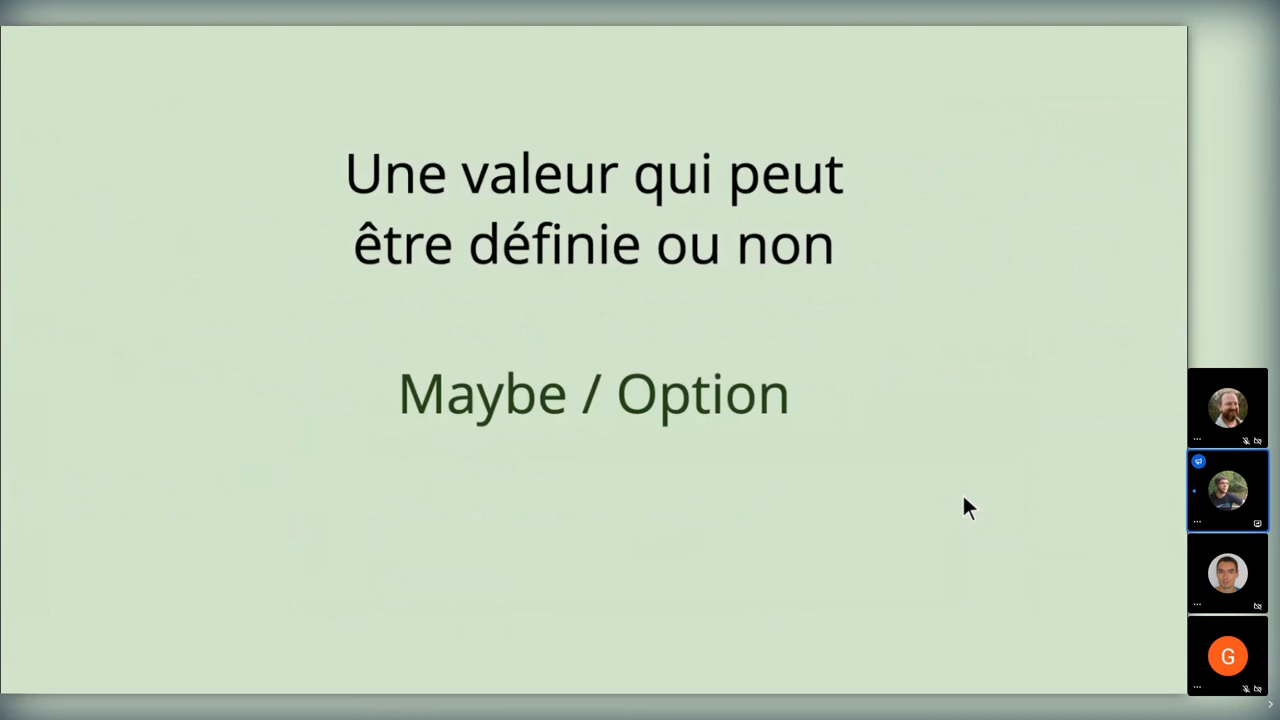 Une valeur qui peut
être définie ou non
Maybe / Option
G